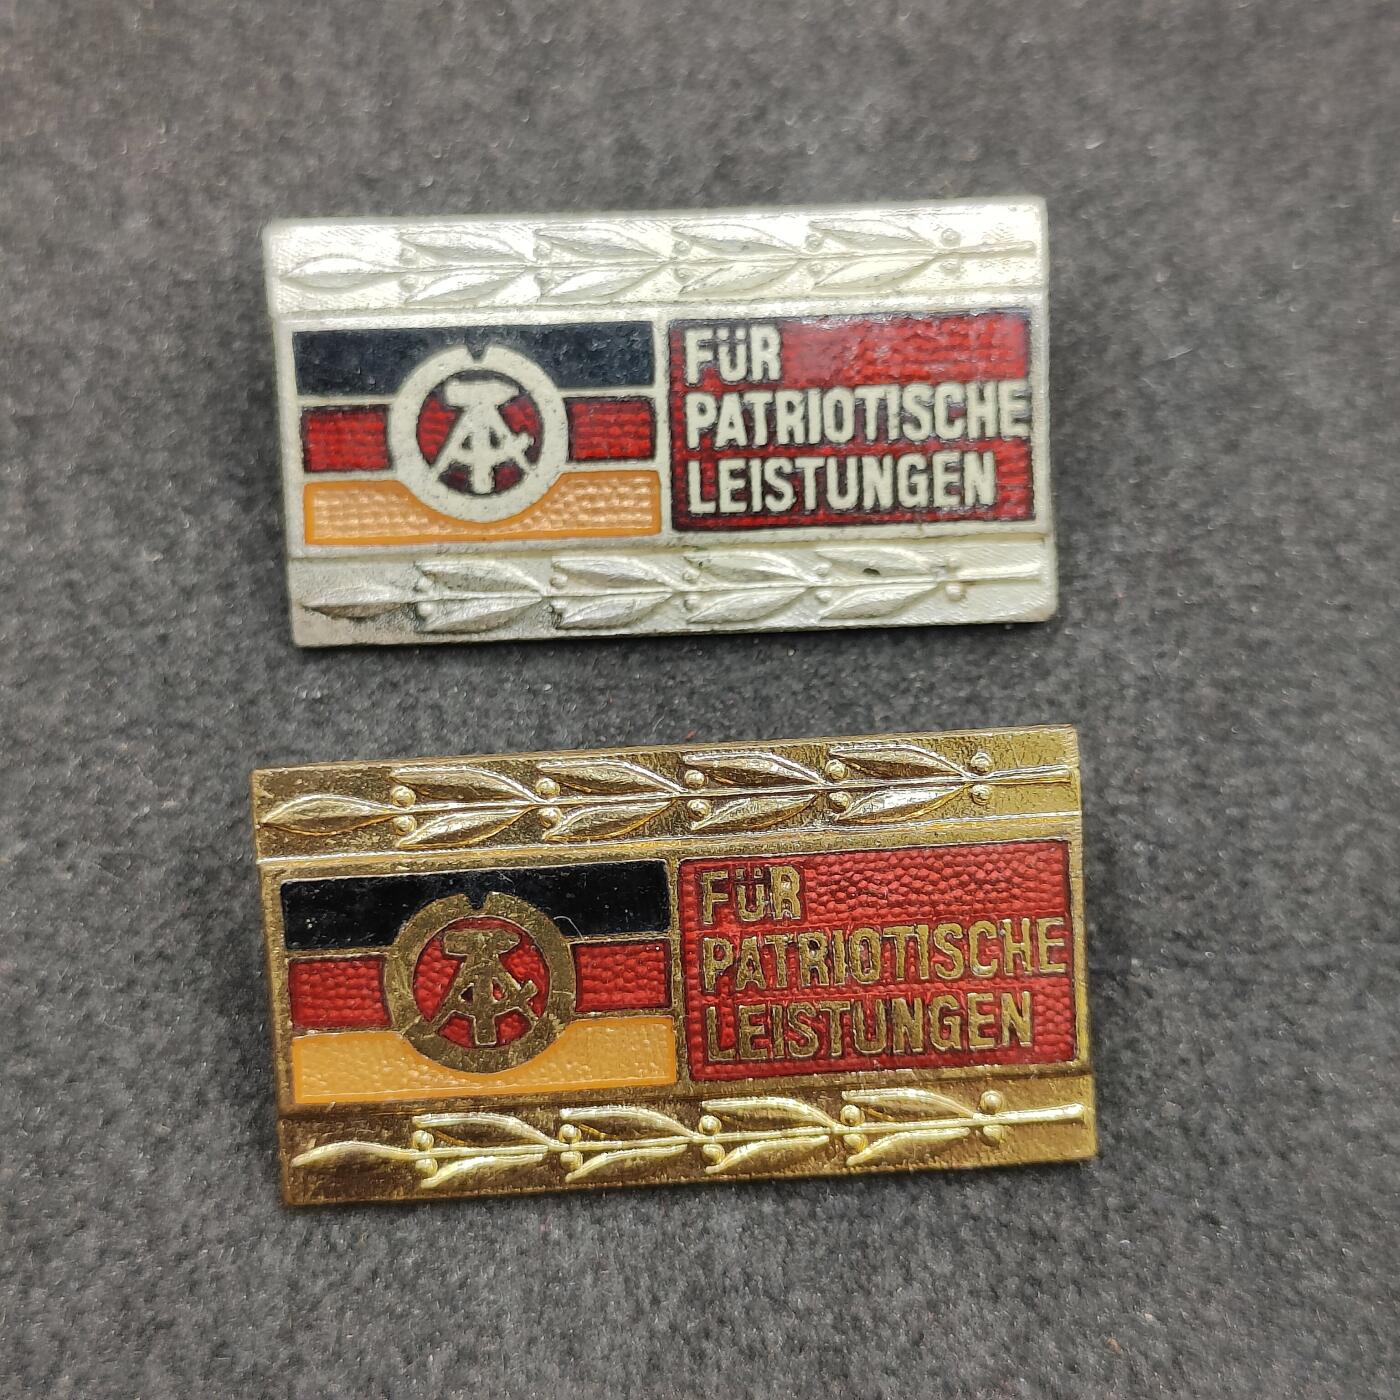 FÜR
PATRIOTISCHE
LEISTUNGEN
FÜR
PATRIOTISCHE
LEISTUNGEN